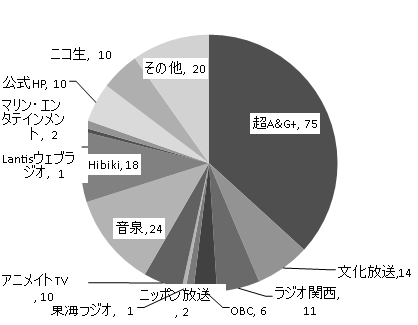 ニコ生, 10
その他, 20
公式HP, 10
マリン・エン
タテインメン
ト, 2
超A&G+, 75
Lantisウェブラ
ジオ, 1
Hibiki, 18
音泉, 24
文化放送,14
アニメイトTV
, 10
ラジオ関西,
11
ニッポン放送
, 2
OBC, 6
東海ラジオ, 1